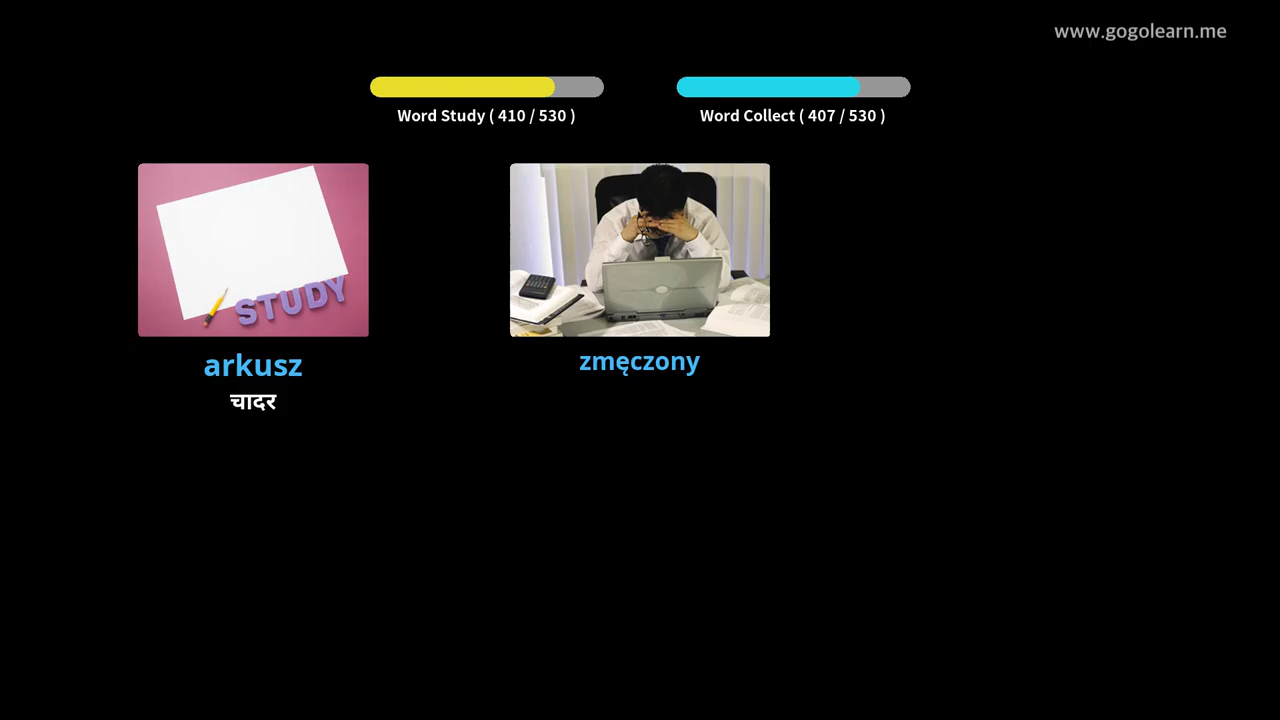 www.gogolearn.me
Word Study ( 410 / 530 )
Word Collect ( 407 / 530 )
STUDY
arkusz
चादर
zmęczony